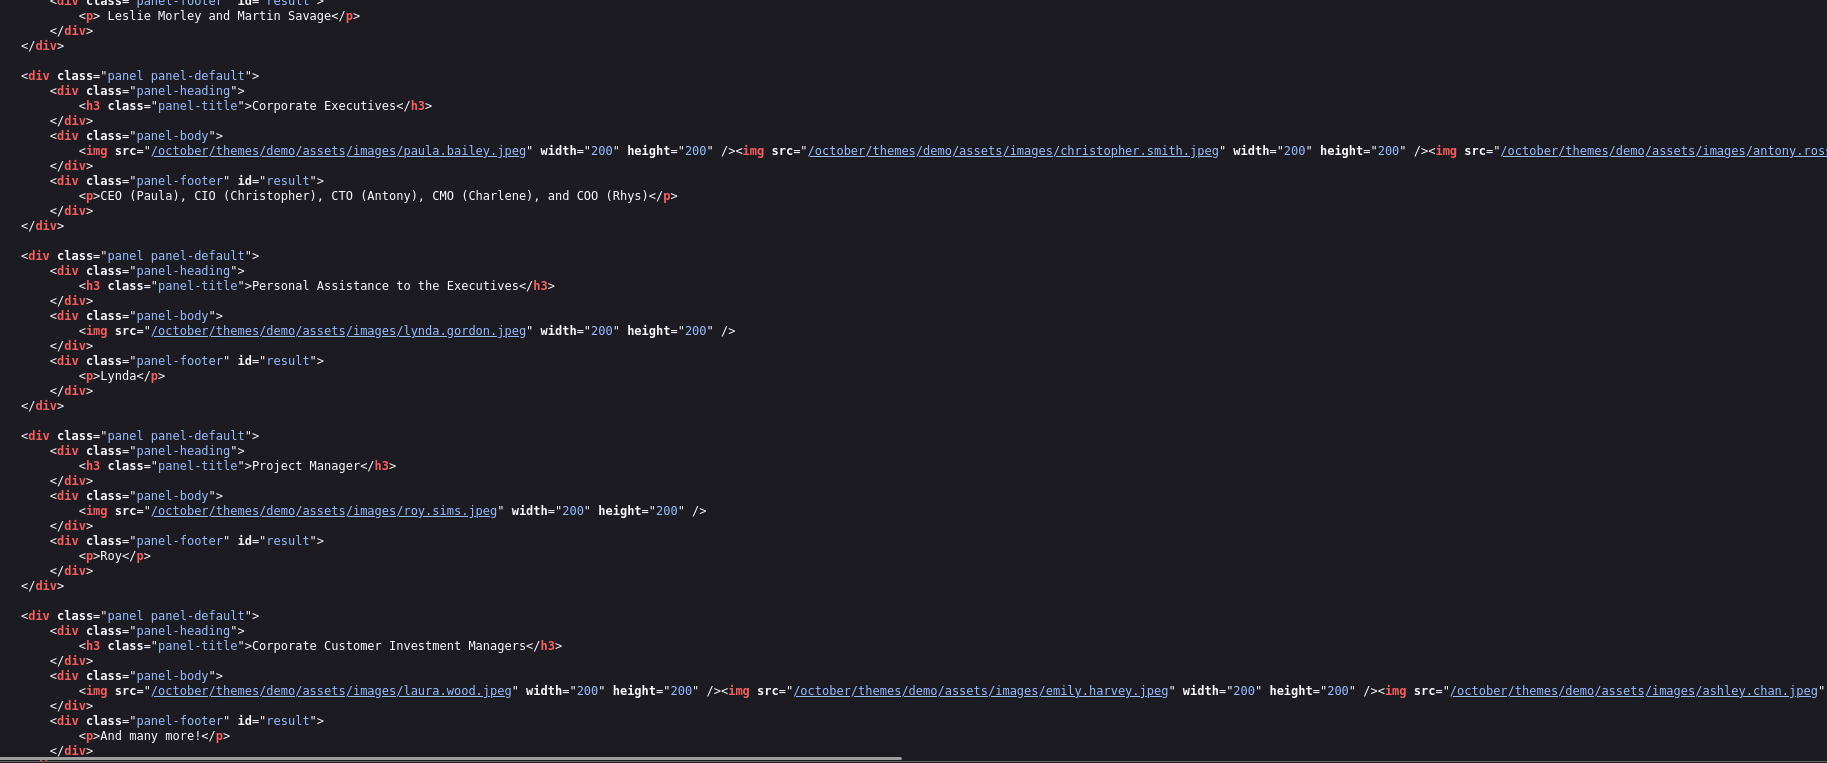 <div class="panel-footer" id="result">
<p> Leslie Morley and Martin Savage</p>
</div>
</div>
<div class="panel panel-default">
<div class="panel-heading">
<h3 class="panel-title">Corporate Executives</h3>
</div>
<div class="panel-body">
<img src="/october/themes/demo/assets/images/paula.bailey.jpeg" width="200" height="200" /><img src="/october/themes/demo/assets/images/christopher.smith.jpeg" width="200" height="200" /><img src="/october/themes/demo/assets/images/antony.ros
</div>
<div class="panel-footer" id="result">
<p>CEO (Paula), CIO (Christopher), CTO (Antony), CMO (Charlene), and COO (Rhys)</p>
</div>
</div>
<div class="panel panel-default">
<div class="panel-heading">
<h3 class="panel-title">Personal Assistance to the Executives</h3>
</div>
<div class="panel-body">
<img src="/october/themes/demo/assets/images/lynda.gordon.jpeg" width="200" height="200" />
</div>
<div class="panel-footer" id="result">
<p>Lynda</p>
</div>
</div>
<div class="panel panel-default">
<div class="panel-heading">
<h3 class="panel-title">Project Manager</h3>
</div>
<div class="panel-body">
<img src="/october/themes/demo/assets/images/roy.sims.jpeg" width="200" height="200" />
</div>
<div class="panel-footer" id="result">
<p>Roy</p>
</div>
</div>
<div class="panel panel-default">
<div class="panel-heading">
<h3 class="panel-title">Corporate Customer Investment Managers</h3>
</div>
<div class="panel-body">
<img src="/october/themes/demo/assets/images/laura.wood.jpeg" width="200" height="200" /><img src="/october/themes/demo/assets/images/emily.harvey.jpeg" width="200" height="200" /><img src="/october/themes/demo/assets/images/ashley.chan.jpeg"
</div>
<div class="panel-footer" id="result">
<p>And many more!</p>
</div>